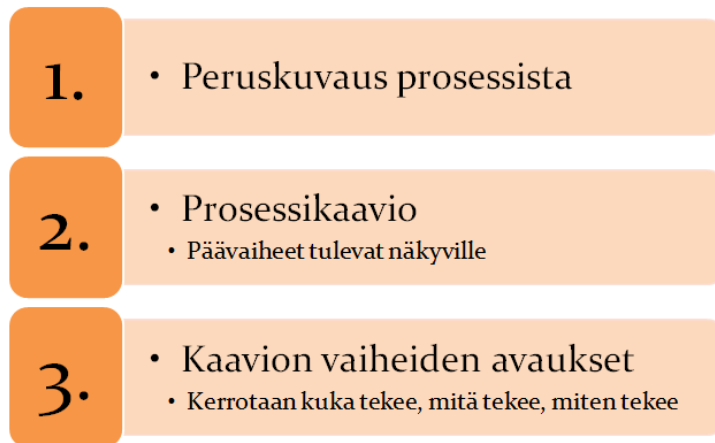 1.
• Peruskuvaus prosessista
2.
• Prosessikaavio
• Päävaiheet tulevat näkyville
3.
• Kaavion vaiheiden avaukset
• Kerrotaan kuka tekee, mitä tekee, miten tekee